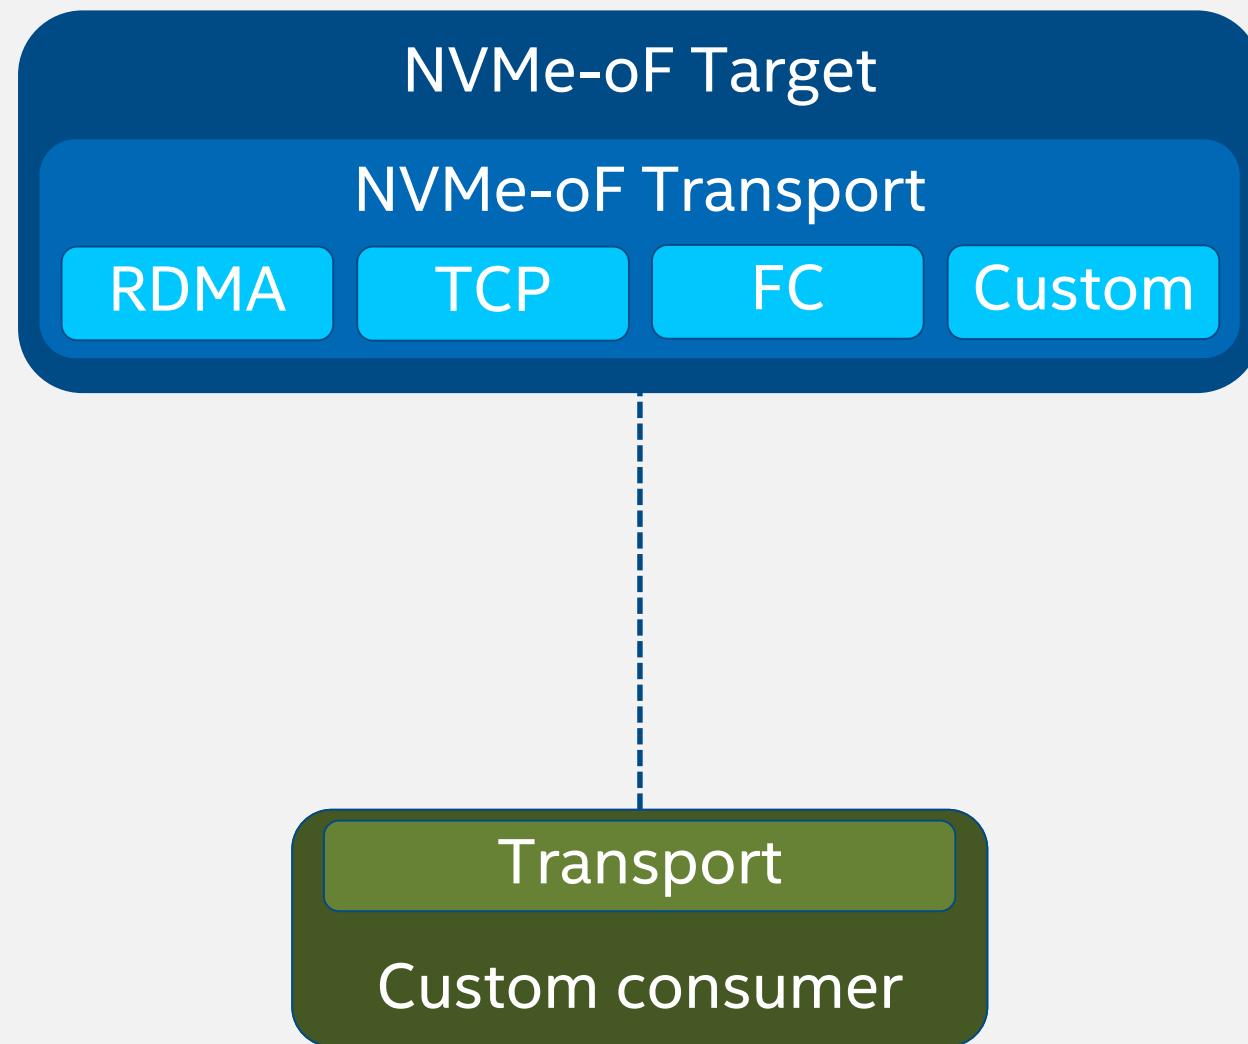 NVMe-oF Target
NVMe-oF Transport
RDMA
TCP
FC
Custom
Transport
Custom consumer